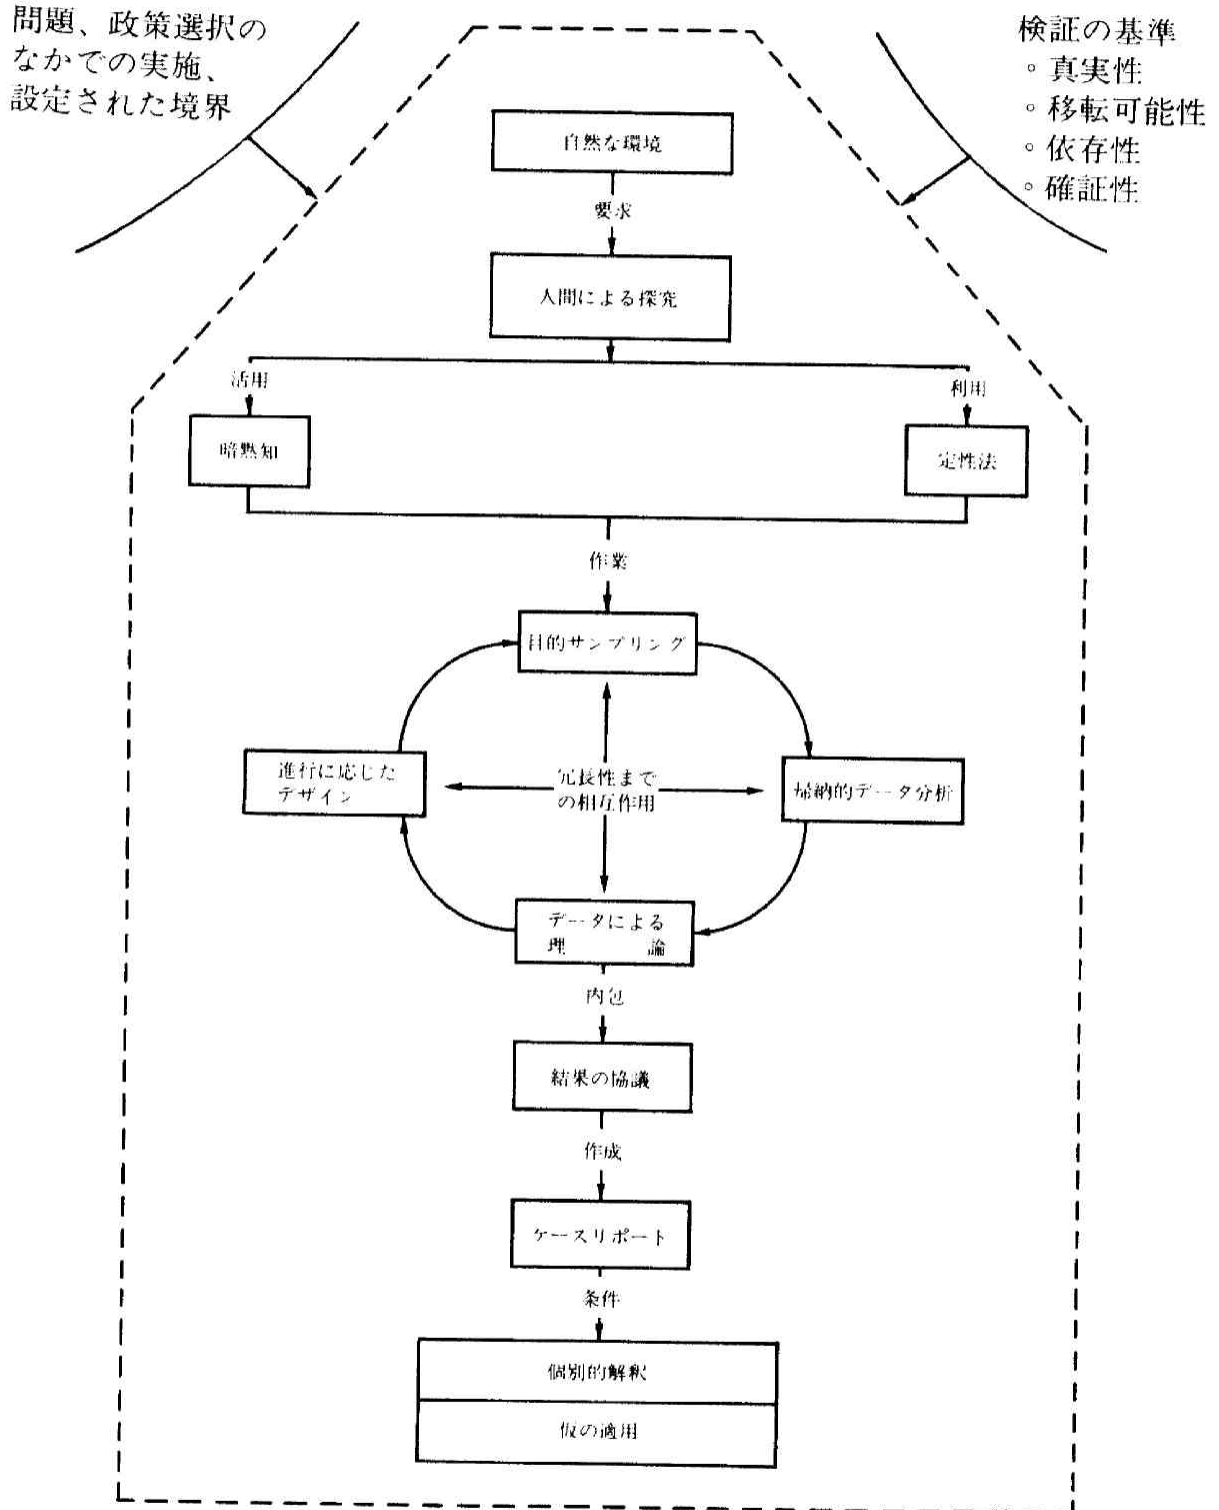 問題、政策選択の
なかでの実施、
設定された境界
検証の基準
◦真実性
◦移転可能性
◦依存性
◦確証性
自然な環境
要求
人間による探究
活用
利用
暗黙知
定性法
作業
目的サンプリング
進行に応じた
デザイン
冗長性まで
の相互作用
帰納的データ分析
データによる
理 論
内包
結果の協議
作成
ケースリポート
条件
個別的解釈
仮の適用